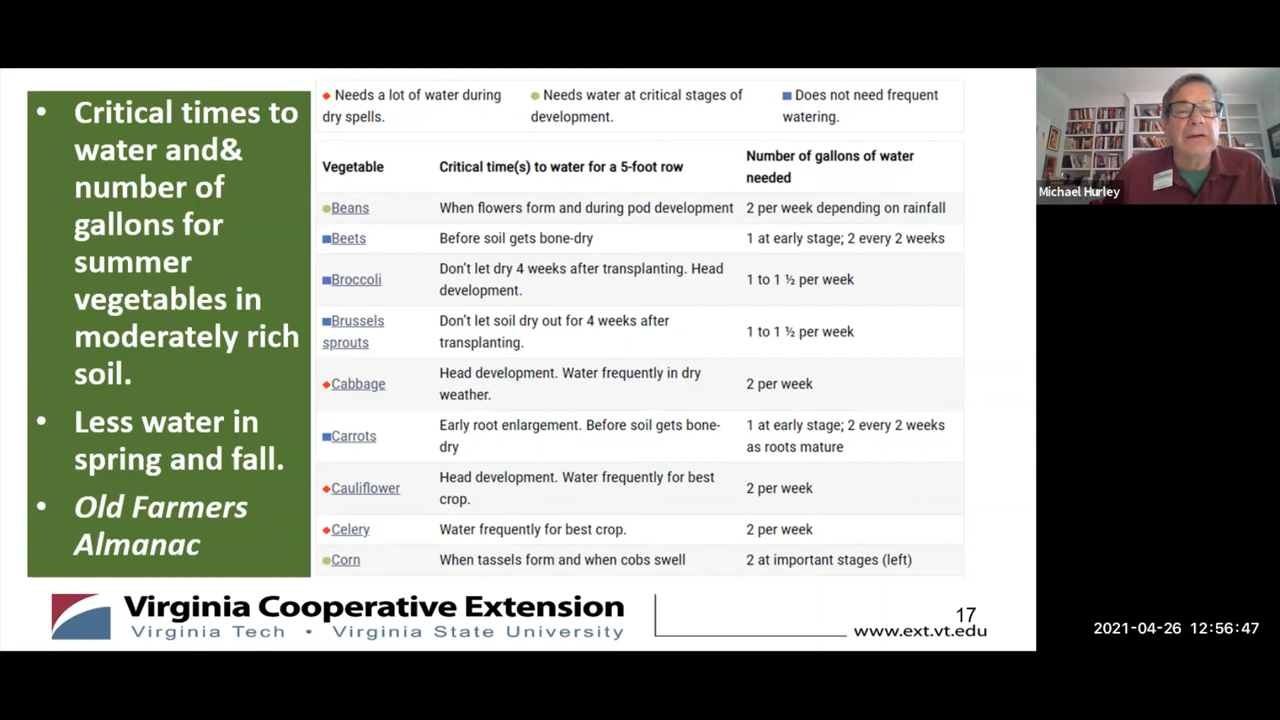 • Critical times to
water and&
number of
gallons for
summer
vegetables in
moderately rich
soil.
• Less water in
spring and fall.
• Old Farmers
Almanac
Needs a lot of water during
dry spells.
Needs water at critical stages of
development.
Does not need frequent
watering.
Vegetable Critical time(s) to water for a 5-foot row Number of gallons of water
needed
Beans When flowers form and during pod development 2 per week depending on rainfall
Beets Before soil gets bone-dry 1 at early stage; 2 every 2 weeks
Broccoli Don't let dry 4 weeks after transplanting. Head
development. 1 to 1 ½ per week
Brussels
sprouts Don't let soil dry out for 4 weeks after
transplanting. 1 to 1 ½ per week
Cabbage Head development. Water frequently in dry
weather. 2 per week
Carrots Early root enlargement. Before soil gets bone-
dry 1 at early stage; 2 every 2 weeks
as roots mature
Cauliflower Head development. Water frequently for best
crop. 2 per week
Celery Water frequently for best crop. 2 per week
Corn When tassels form and when cobs swell 2 at important stages (left)
Virginia Cooperative Extension
Virginia Tech • Virginia State University
17
www.ext.vt.edu
Michael Hurley
2021-04-26 12:56:47